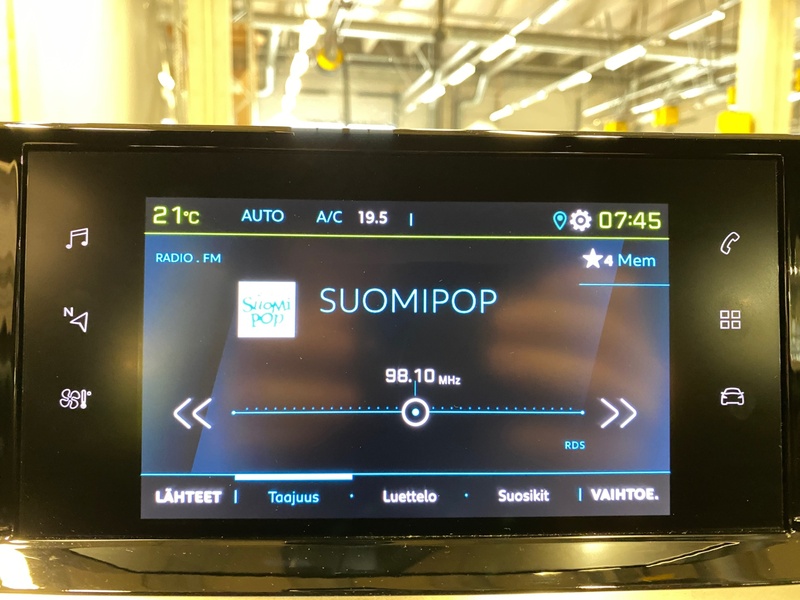 21°C AUTO A/C 19.5 07:45
RADIO . FM
4 Mem
Suomi
pop
SUOMIPOP
N
98.10 MHz
RDS
LÄHTEET Taajuus Luettelo Suosikit VAIHTOE.